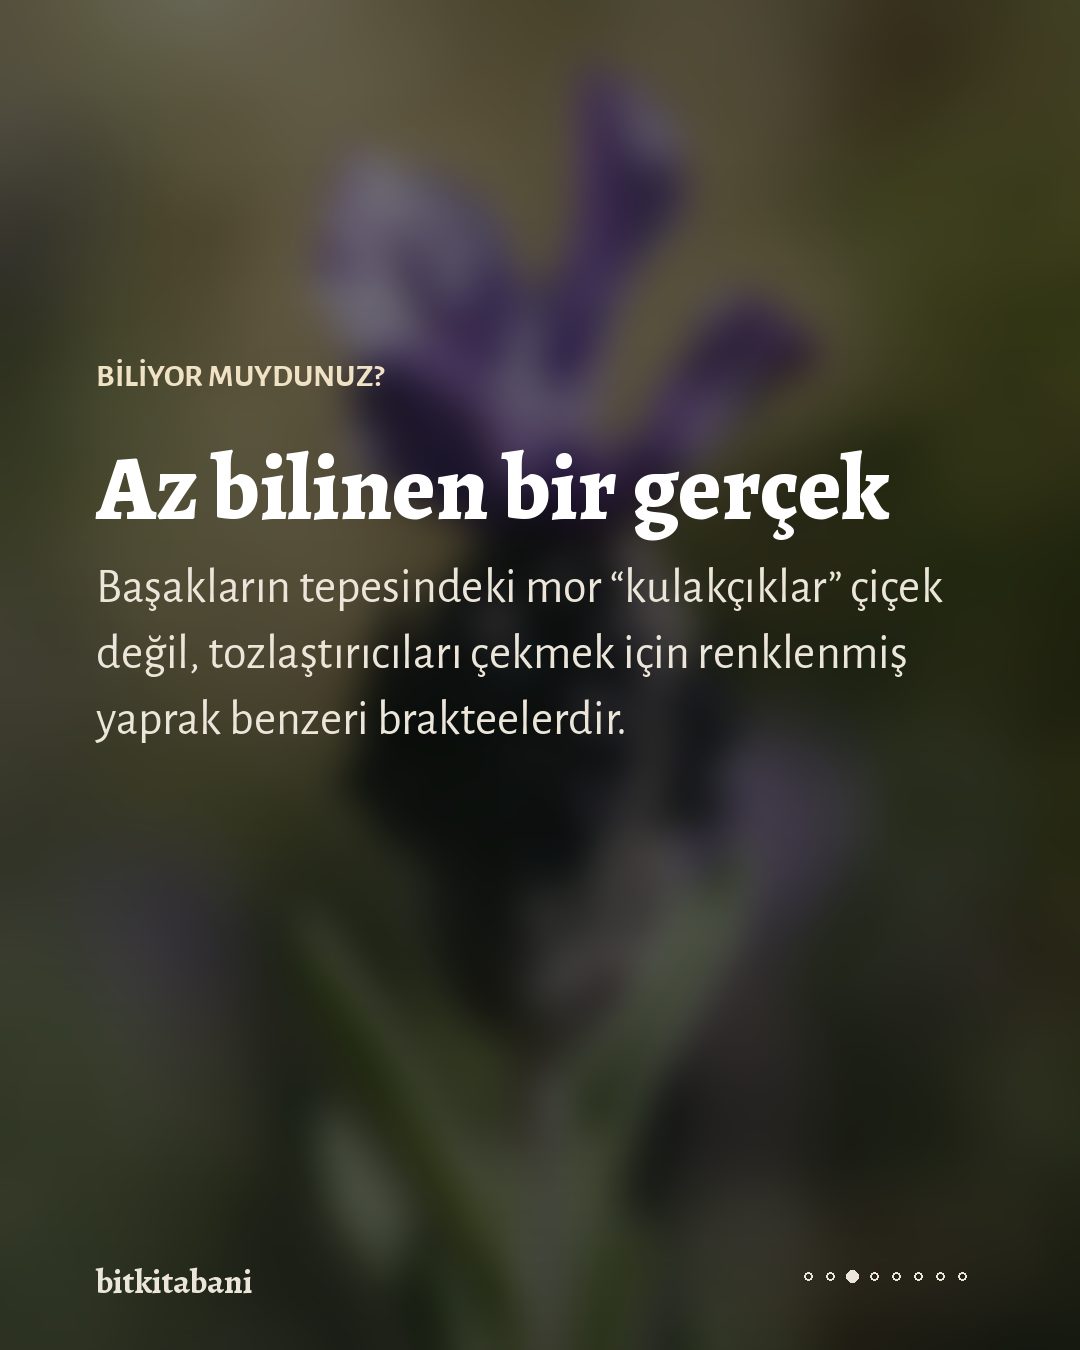 BİLİYOR MUYDUNUZ?
Az bilinen bir gerçek
Başakların tepesindeki mor “kulakçıklar” çiçek
değil, tozlaştırıcıları çekmek için renklenmiş
yaprak benzeri brakteelerdir.
bitkitabani